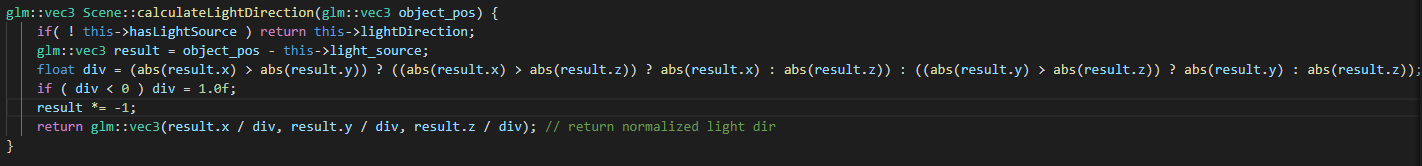 glm::vec3 Scene::calculateLightDirection(glm::vec3 object_pos) {
    if( ! this->hasLightSource ) return this->lightDirection;
    glm::vec3 result = object_pos - this->light_source;
    float div = (abs(result.x) > abs(result.y)) ? ((abs(result.x) > abs(result.z)) ? abs(result.x) : abs(result.z)) : ((abs(result.y) > abs(result.z)) ? abs(result.y) : abs(result.z));
    if ( div < 0 ) div = 1.0f;
    result *= -1;
    return glm::vec3(result.x / div, result.y / div, result.z / div); // return normalized light dir
}